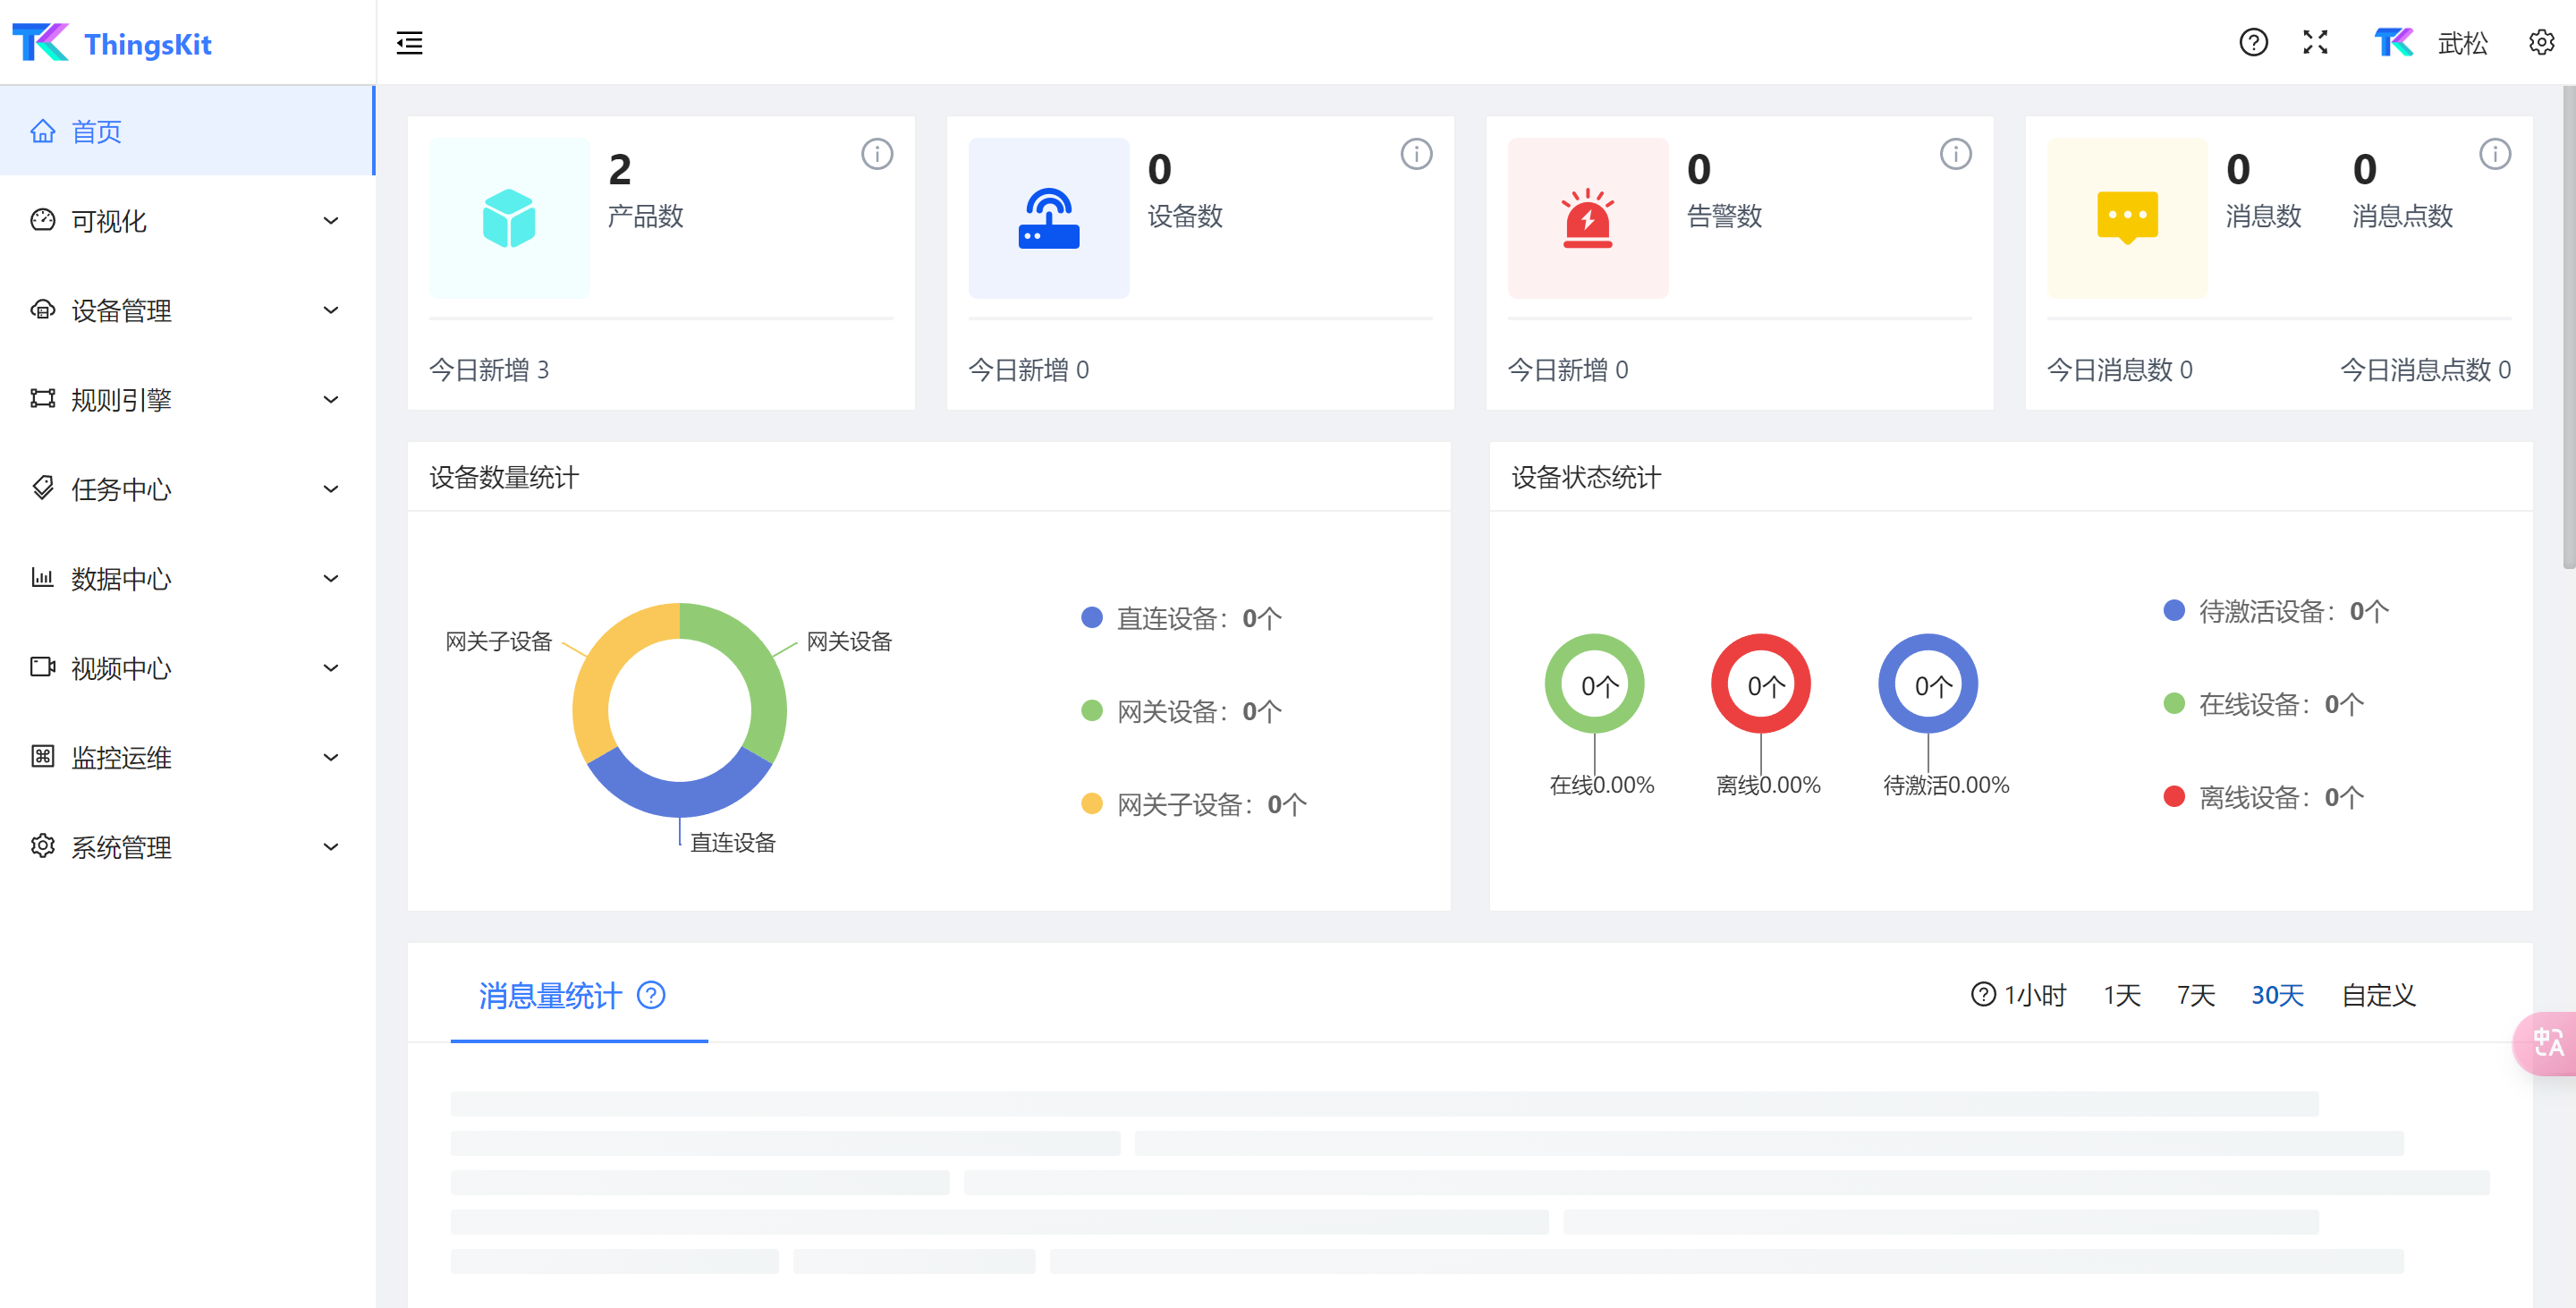 ThingsKit
武松
首页
可视化
设备管理
规则引擎
任务中心
数据中心
视频中心
监控运维
系统管理
2
产品数
今日新增 3
0
设备数
今日新增 0
0
告警数
今日新增 0
0 0
消息数 消息点数
今日消息数 0 今日消息点数 0
设备数量统计
网关子设备
网关设备
直连设备
直连设备：0个
网关设备：0个
网关子设备：0个
设备状态统计
0个 0个 0个
在线0.00% 离线0.00% 待激活0.00%
待激活设备：0个
在线设备：0个
离线设备：0个
消息量统计
1小时 1天 7天 30天 自定义
中A